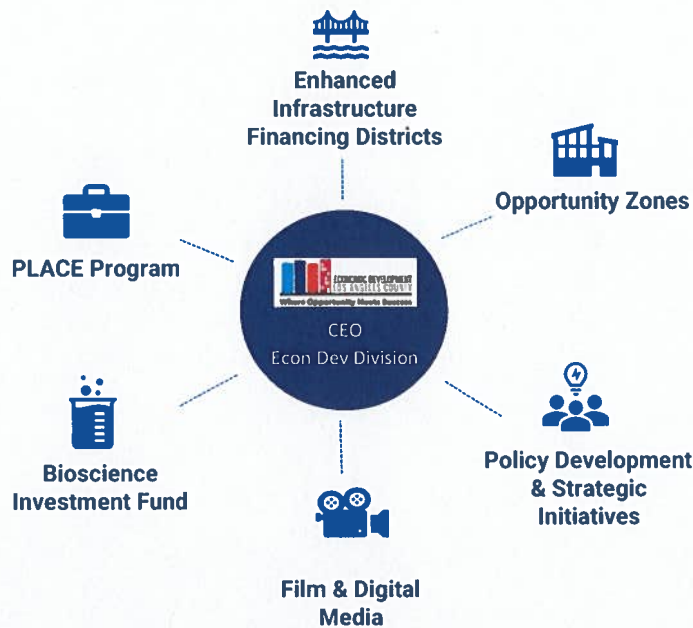 Enhanced
Infrastructure
Financing Districts
Opportunity Zones
PLACE Program
ECONOMIC DEVELOPMENT
LOS ANGELES COUNTY
Where Opportunity Meets Success
CEO
Econ Dev Division
Bioscience
Investment Fund
Policy Development
& Strategic
Initiatives
Film & Digital
Media